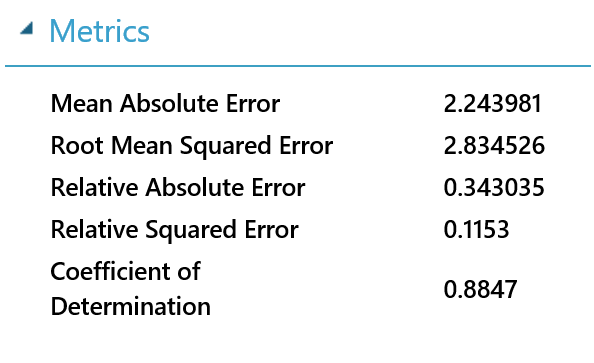 Metrics
Mean Absolute Error 2.243981
Root Mean Squared Error 2.834526
Relative Absolute Error 0.343035
Relative Squared Error 0.1153
Coefficient of
Determination 0.8847